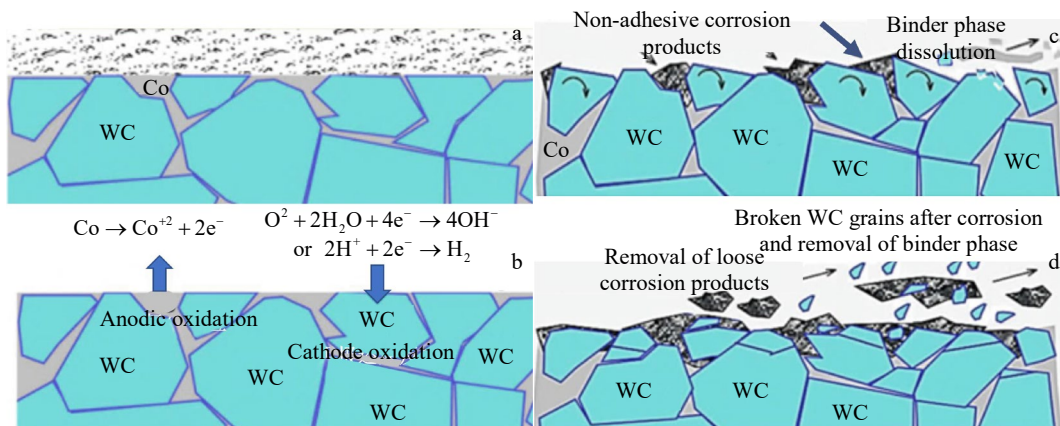 a
Co
WC
Co → Co⁺² + 2e⁻
O² + 2H₂O + 4e⁻ → 4OH⁻
or 2H⁺ + 2e⁻ → H₂
b
Anodic oxidation
WC
Cathode oxidation
WC
WC
WC
WC
Non-adhesive corrosion
products
Binder phase
dissolution
c
Co
WC
WC
WC
WC
Broken WC grains after corrosion
and removal of binder phase
Removal of loose
corrosion products
d
WC
WC
WC